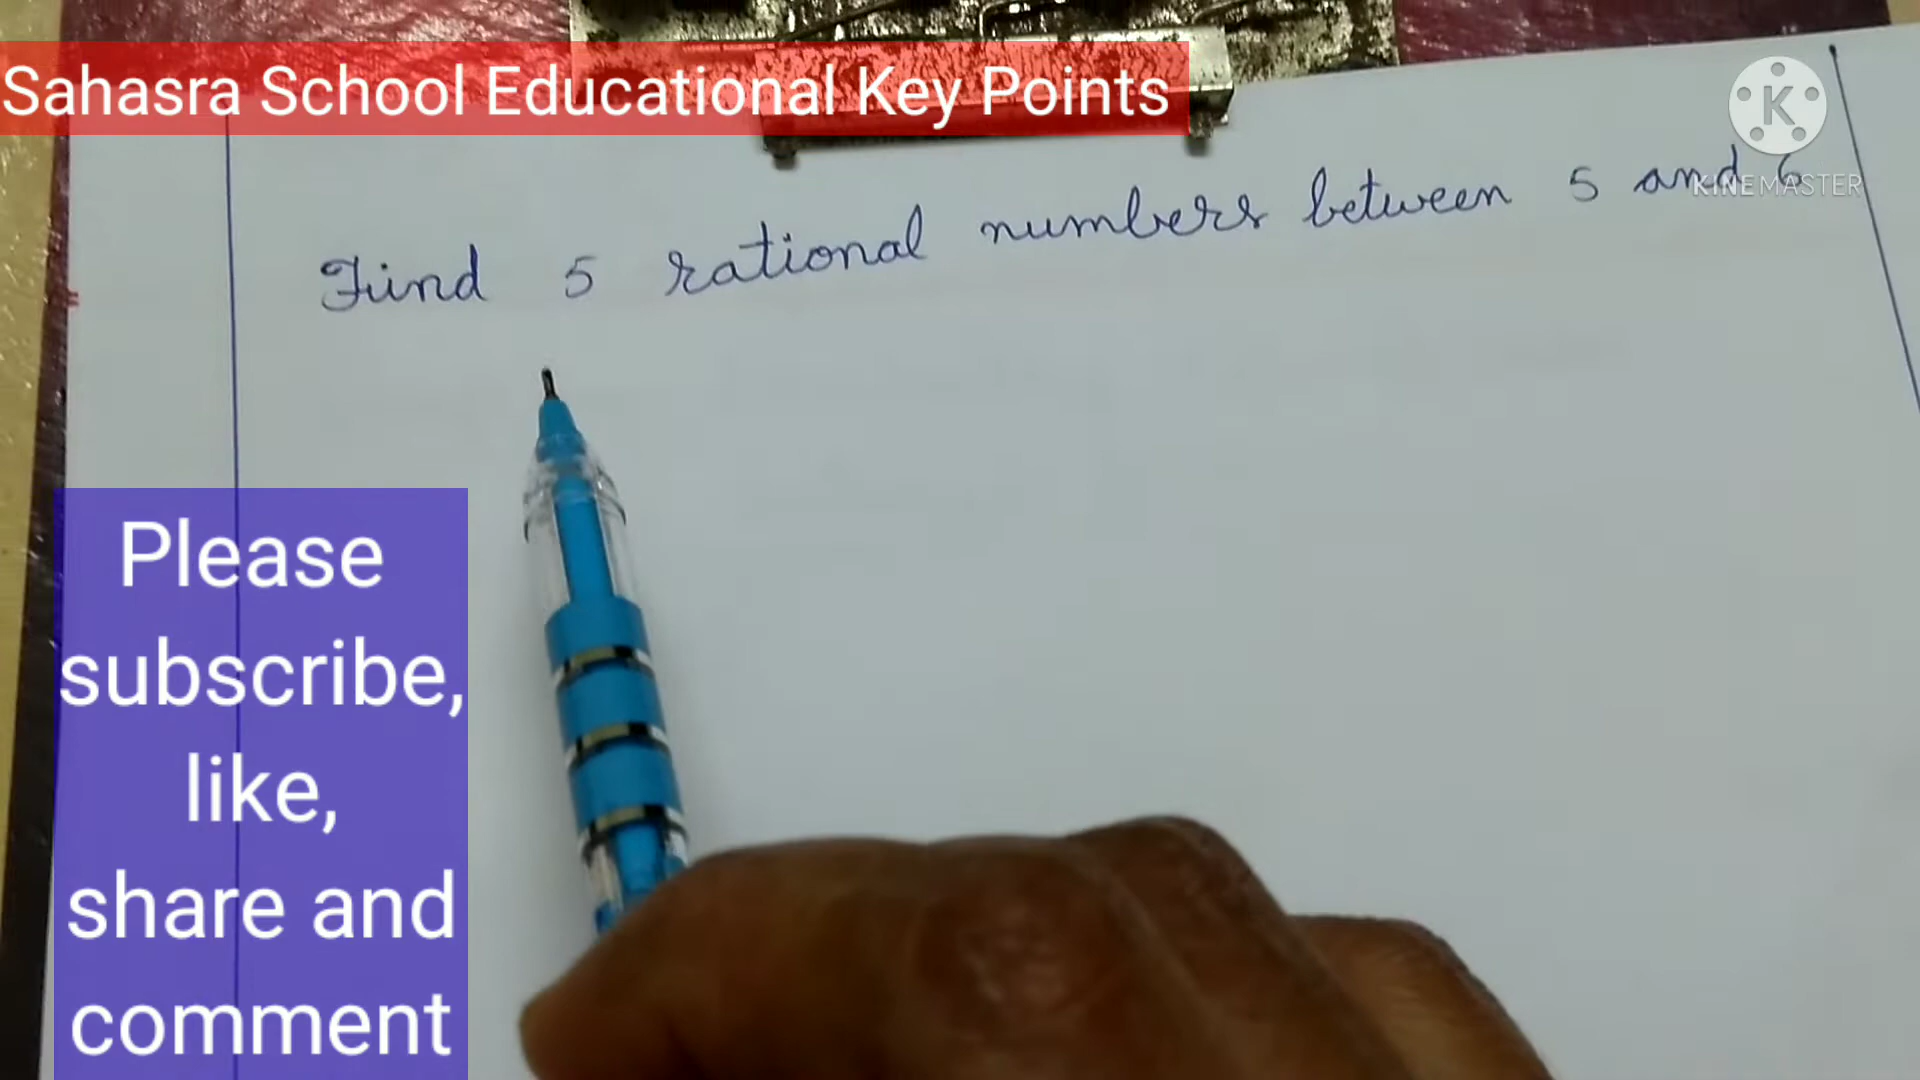 Sahasra School Educational Key Points
K
KINEMASTER
Find 5 rational numbers between 5 and 6
Please
subscribe,
like,
share and
comment